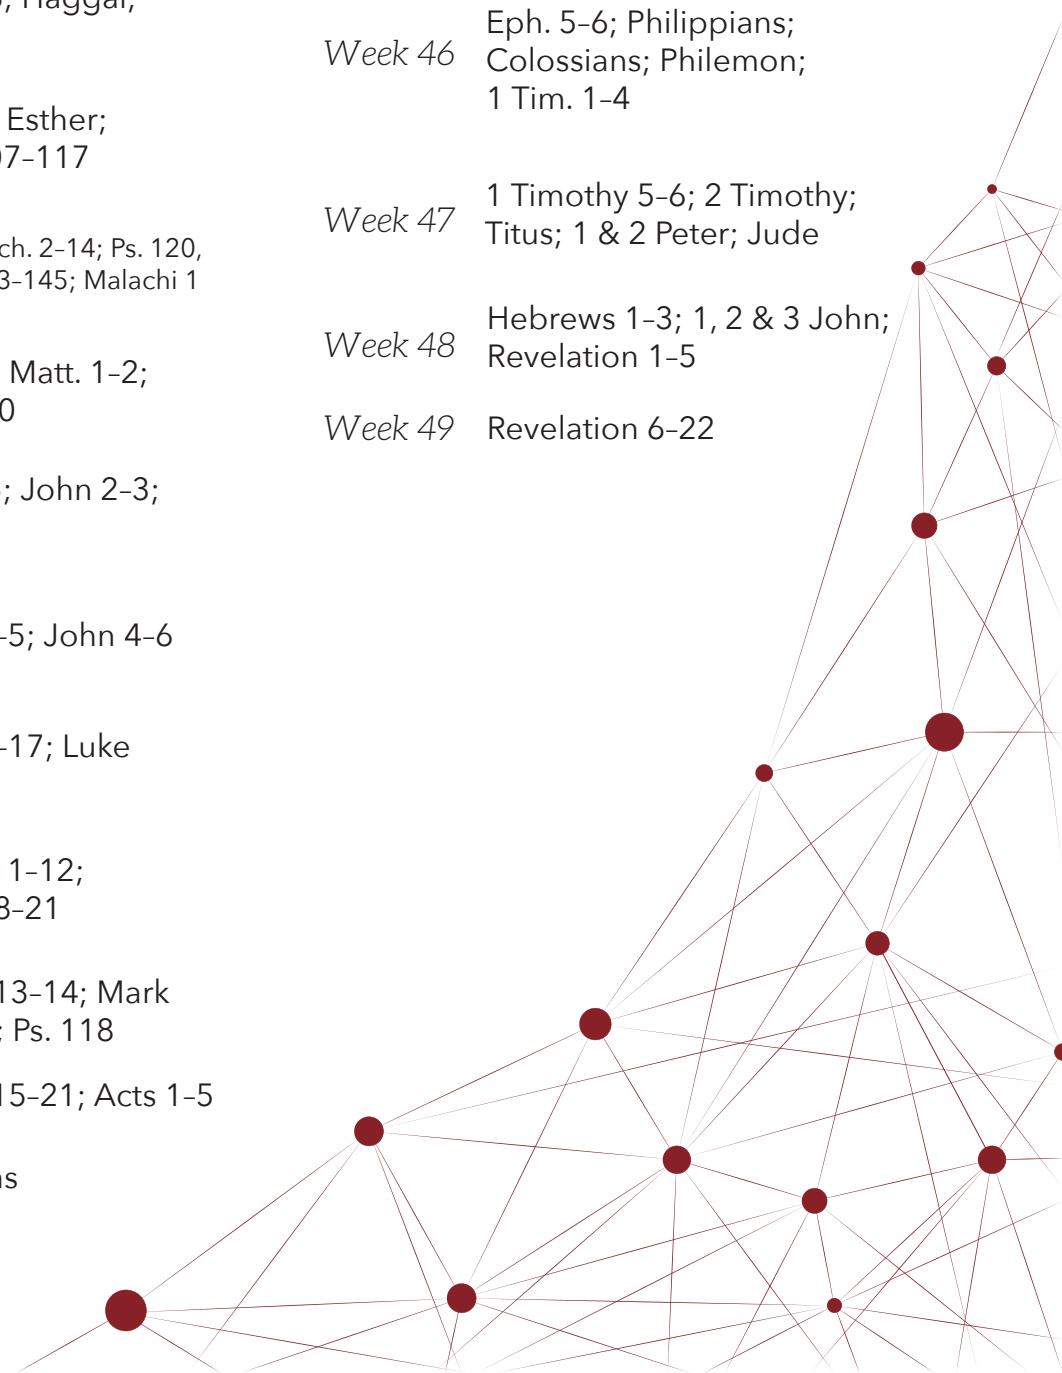 Haggai,
Esther;
7–117
ch. 2–14; Ps. 120,
3–145; Malachi 1
Matt. 1–2;
0
; John 2–3;
–5; John 4–6
–17; Luke
1–12;
8–21
13–14; Mark
; Ps. 118
15–21; Acts 1–5
ns
Week 46
Eph. 5–6; Philippians;
Colossians; Philemon;
1 Tim. 1–4
Week 47
1 Timothy 5–6; 2 Timothy;
Titus; 1 & 2 Peter; Jude
Week 48
Hebrews 1–3; 1, 2 & 3 John;
Revelation 1–5
Week 49
Revelation 6–22